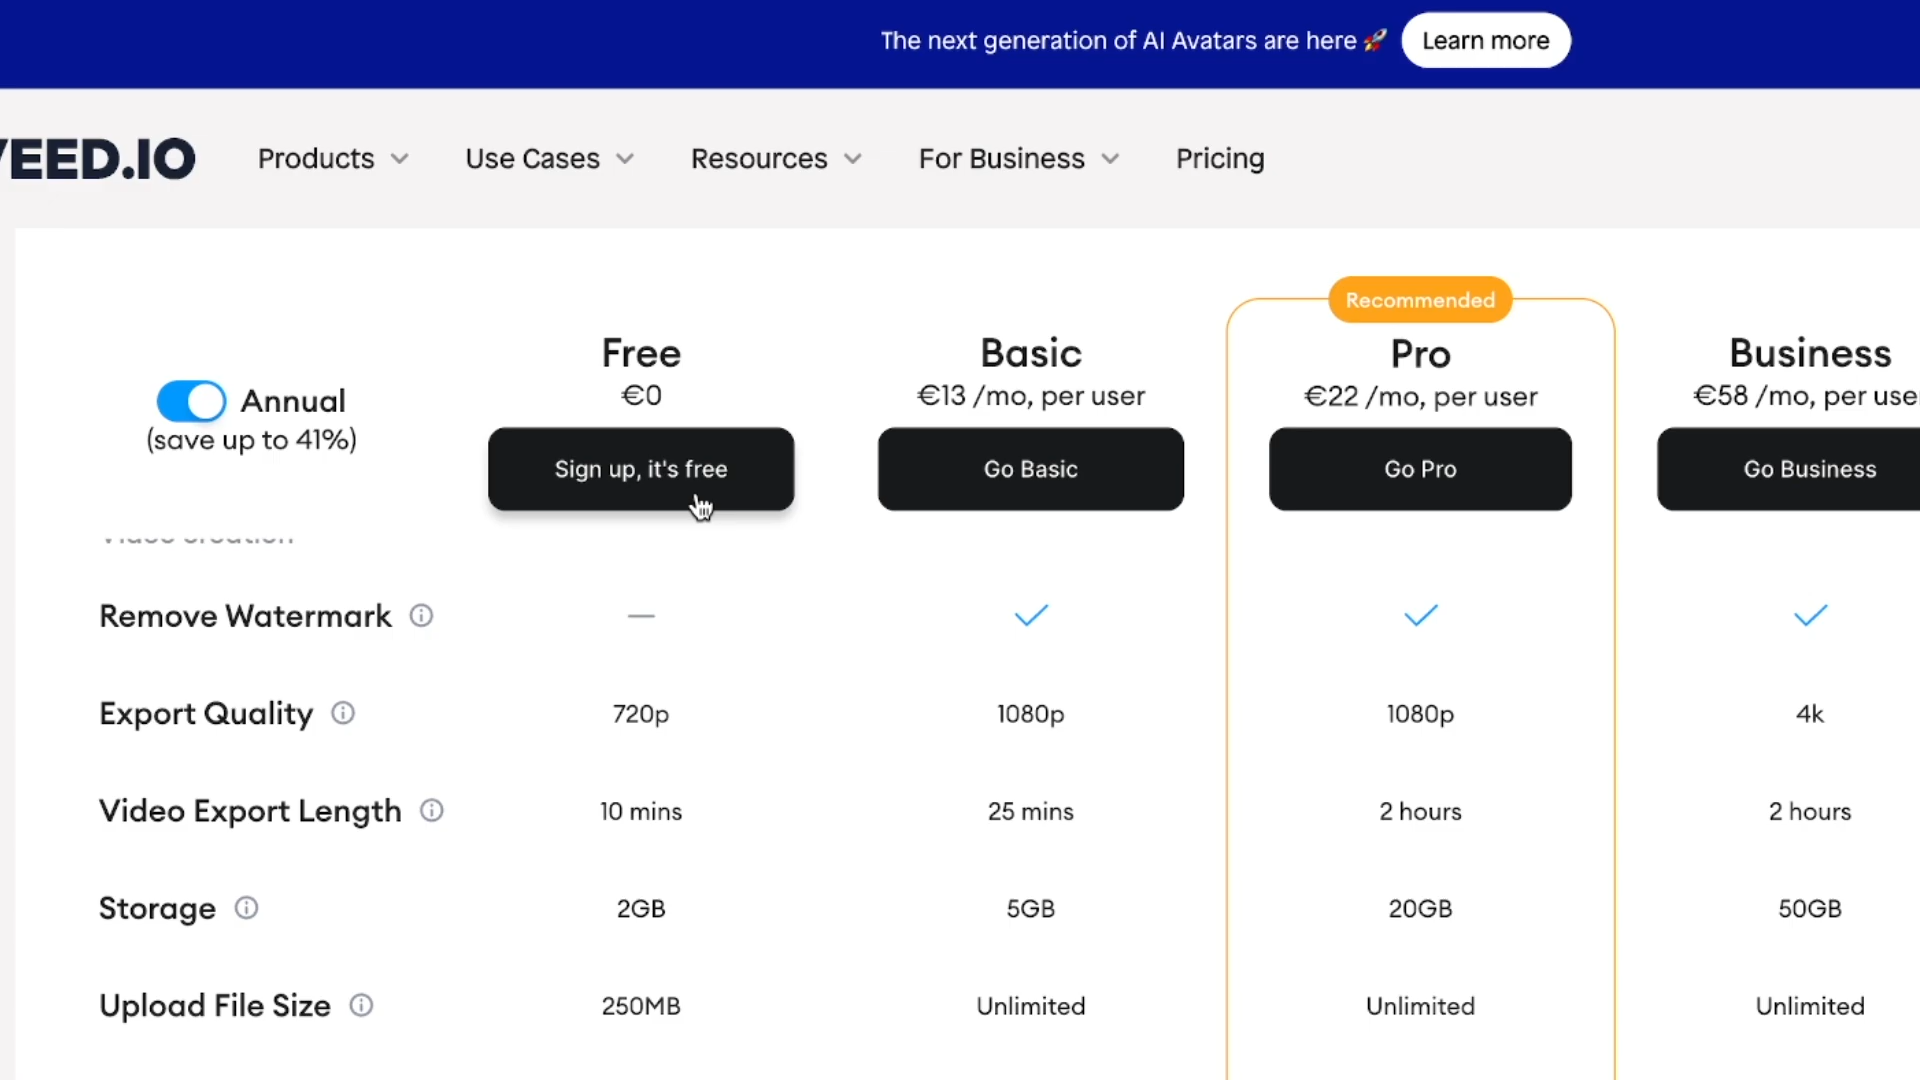 The next generation of AI Avatars are here 🚀 Learn more
VEED.IO Products Use Cases Resources For Business Pricing
Recommended
Free Basic Pro Business
€0 €13 /mo, per user €22 /mo, per user €58 /mo, per user
Annual
(save up to 41%)
Sign up, it's free Go Basic Go Pro Go Business
Video Creation
Remove Watermark —
Export Quality 720p 1080p 1080p 4k
Video Export Length 10 mins 25 mins 2 hours 2 hours
Storage 2GB 5GB 20GB 50GB
Upload File Size 250MB Unlimited Unlimited Unlimited